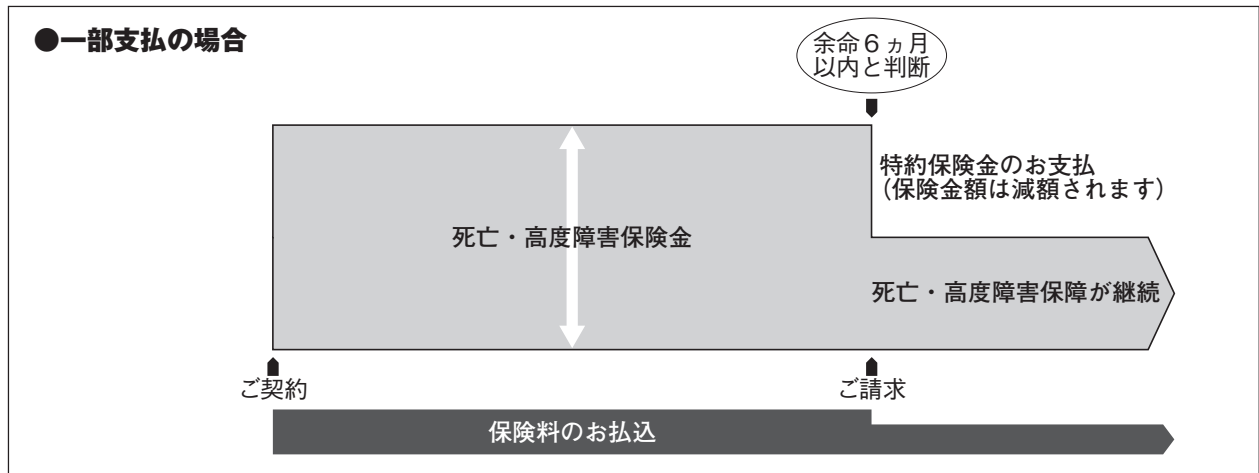 ●一部支払の場合
余命6ヵ月
以内と判断
特約保険金のお支払
(保険金額は減額されます)
死亡・高度障害保険金
死亡・高度障害保障が継続
ご契約
ご請求
保険料のお払込